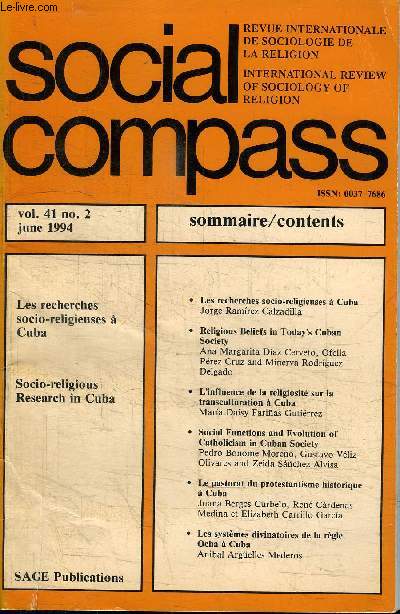 Le-livre.com
social
compass
REVUE INTERNATIONALE
DE SOCIOLOGIE DE
LA RELIGION
INTERNATIONAL REVIEW
OF SOCIOLOGY OF
RELIGION
ISSN: 0037-7686
vol. 41 no. 2
june 1994
sommaire/contents
Les recherches
socio-religieuses à
Cuba
Socio-religious
Research in Cuba
SAGE Publications
• Les recherches socio-religieuses à Cuba
Jorge Ramírez Calzadilla
• Religious Beliefs in Today's Cuban
Society
Ana Margarita Díaz Cerveto, Ofelia
Pérez Cruz and Minerva Rodríguez
Delgado
• L'influence de la religiosité sur la
transculturation à Cuba
María Daisy Fariñas Gutiérrez
• Social Functions and Evolution of
Catholicism in Cuban Society
Pedro Bonome Moreno, Gustavo Véliz
Olivares and Zeida Sánchez Alvisa
• Le pastorat du protestantisme historique
à Cuba
Juana Berges Curbelo, René Cárdenas
Medina et Elizabeth Carrillo García
• Les systèmes divinatoires de la règle
Ocha à Cuba
Aníbal Argüelles Mederos